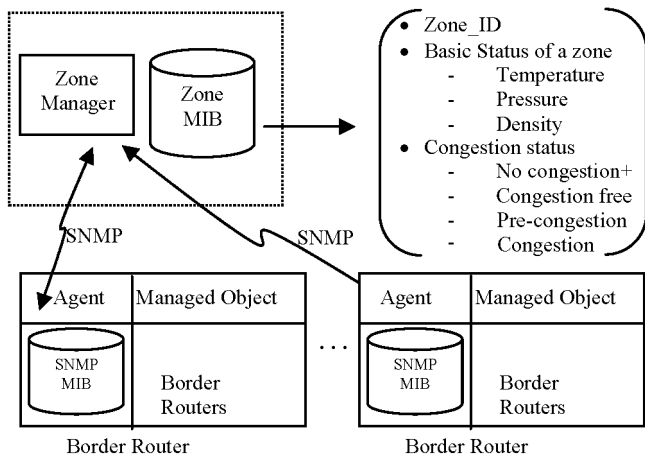 Zone
Manager
Zone
MIB
• Zone_ID
• Basic Status of a zone
- Temperature
- Pressure
- Density
• Congestion status
- No congestion+
- Congestion free
- Pre-congestion
- Congestion
SNMP
SNMP
Agent
Managed Object
SNMP
MIB
Border
Routers
Border Router
. . .
Agent
Managed Object
SNMP
MIB
Border
Routers
Border Router